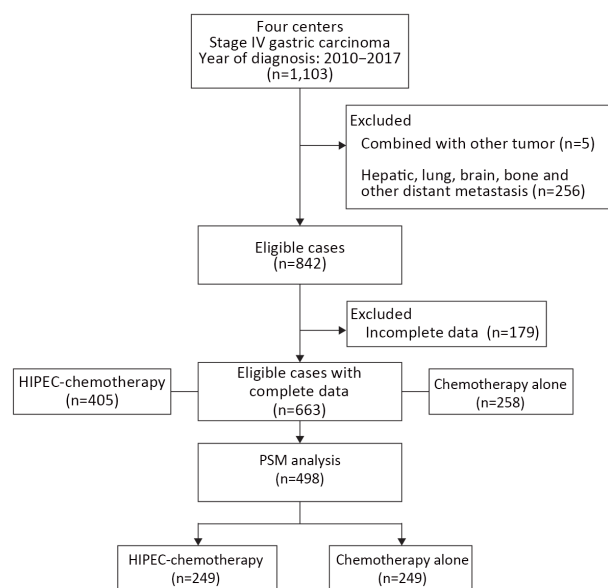 Four centers
Stage IV gastric carcinoma
Year of diagnosis: 2010–2017
(n=1,103)
Excluded
Combined with other tumor (n=5)
Hepatic, lung, brain, bone and
other distant metastasis (n=256)
Eligible cases
(n=842)
Excluded
Incomplete data (n=179)
HIPEC-chemotherapy
(n=405)
Eligible cases with
complete data
(n=663)
Chemotherapy alone
(n=258)
PSM analysis
(n=498)
HIPEC-chemotherapy
(n=249)
Chemotherapy alone
(n=249)